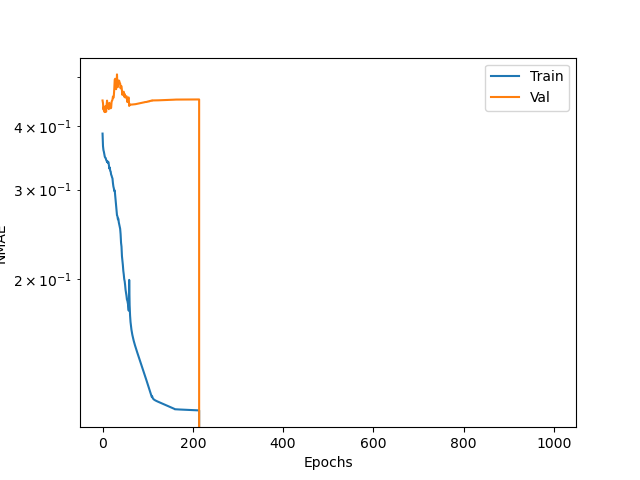 Train
Val
4 × 10⁻¹
3 × 10⁻¹
2 × 10⁻¹
NMAE
0 200 400 600 800 1000
Epochs